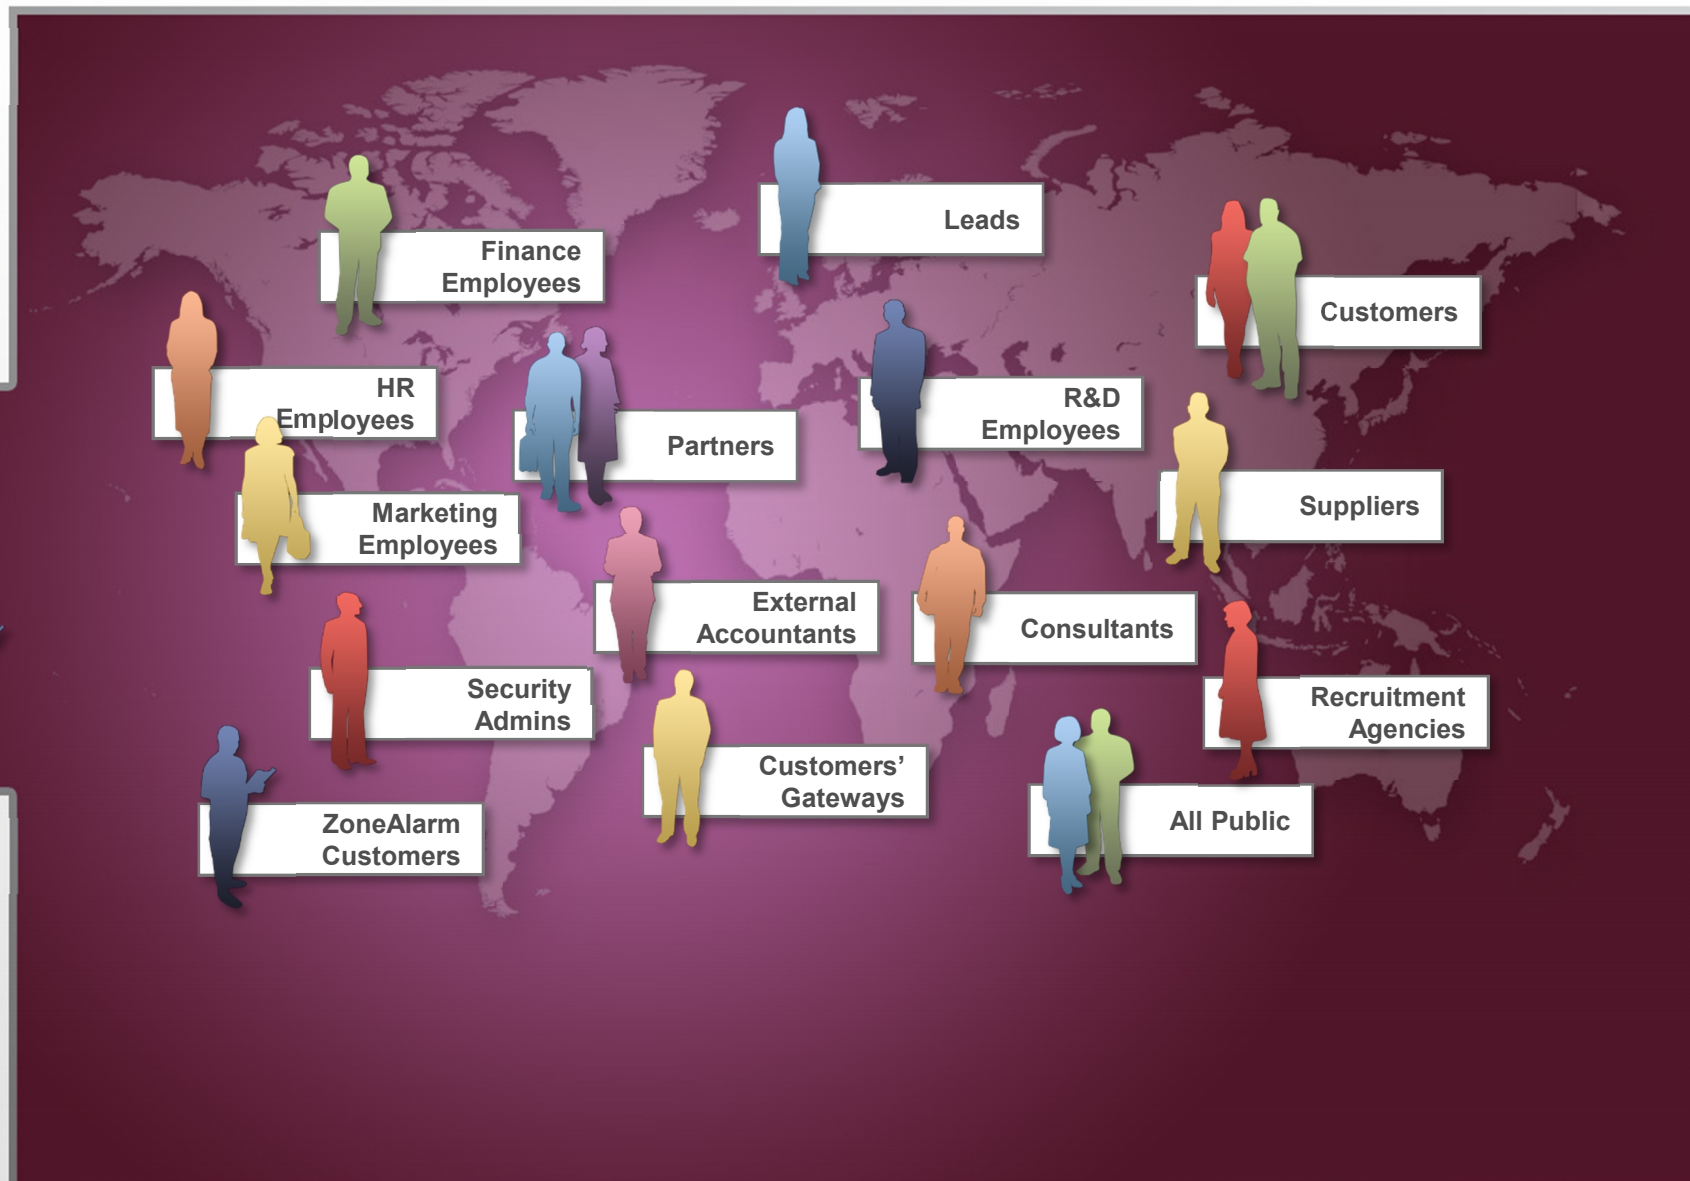 Leads
Finance
Employees
Customers
HR
Employees
R&D
Employees
Partners
Suppliers
Marketing
Employees
External
Accountants
Consultants
Security
Admins
Recruitment
Agencies
Customers’
Gateways
All Public
ZoneAlarm
Customers